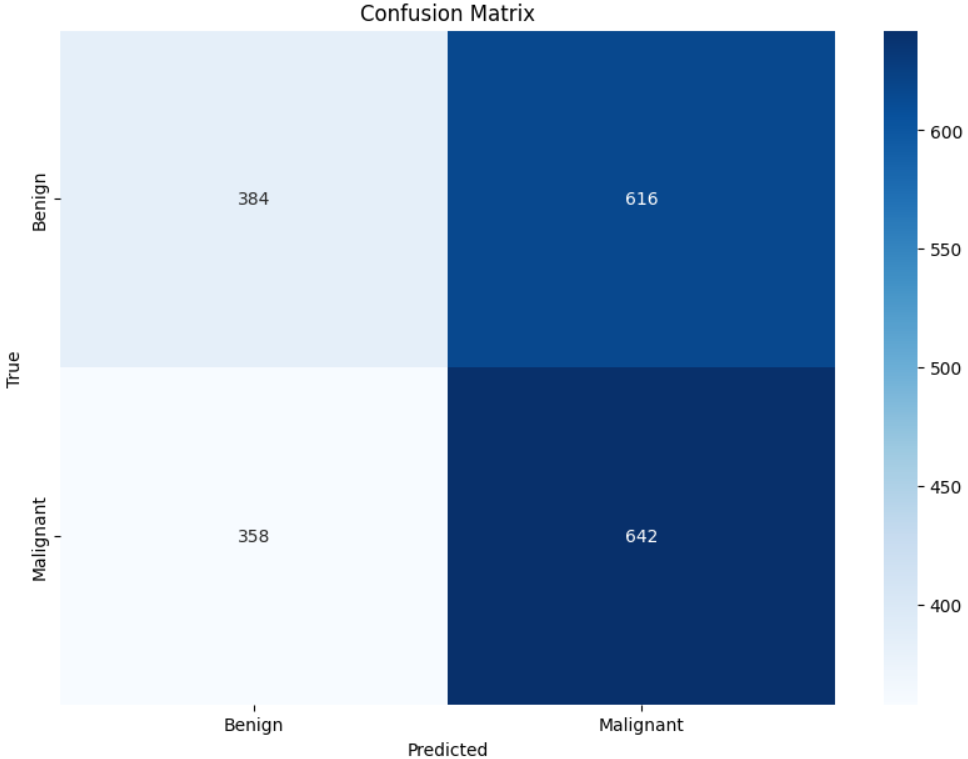 Confusion Matrix
True
Benign
384
616
Malignant
358
642
Benign
Malignant
Predicted
600
550
500
450
400